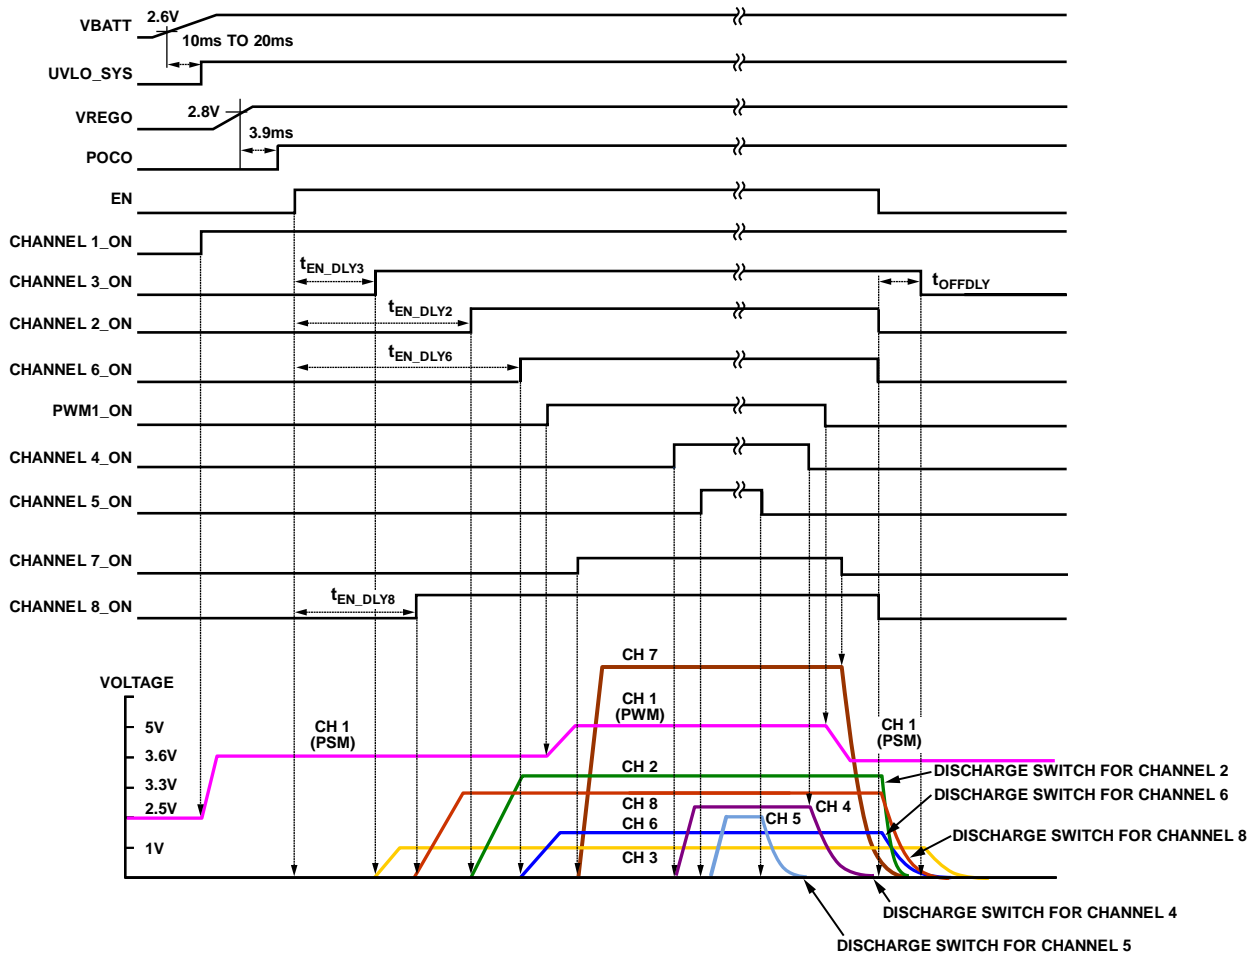 VBATT
2.6V
10ms TO 20ms
UVLO_SYS
VREGO
2.8V
3.9ms
POCO
EN
CHANNEL 1_ON
CHANNEL 3_ON
tEN_DLY3
tOFFDLY
CHANNEL 2_ON
tEN_DLY2
CHANNEL 6_ON
tEN_DLY6
PWM1_ON
CHANNEL 4_ON
CHANNEL 5_ON
CHANNEL 7_ON
CHANNEL 8_ON
tEN_DLY8
VOLTAGE
5V
3.6V
3.3V
2.5V
1V
CH 7
CH 1
(PSM)
CH 1
(PWM)
CH 1
(PSM)
CH 2
CH 8
CH 6
CH 3
CH 4
CH 5
DISCHARGE SWITCH FOR CHANNEL 2
DISCHARGE SWITCH FOR CHANNEL 6
DISCHARGE SWITCH FOR CHANNEL 8
DISCHARGE SWITCH FOR CHANNEL 4
DISCHARGE SWITCH FOR CHANNEL 5